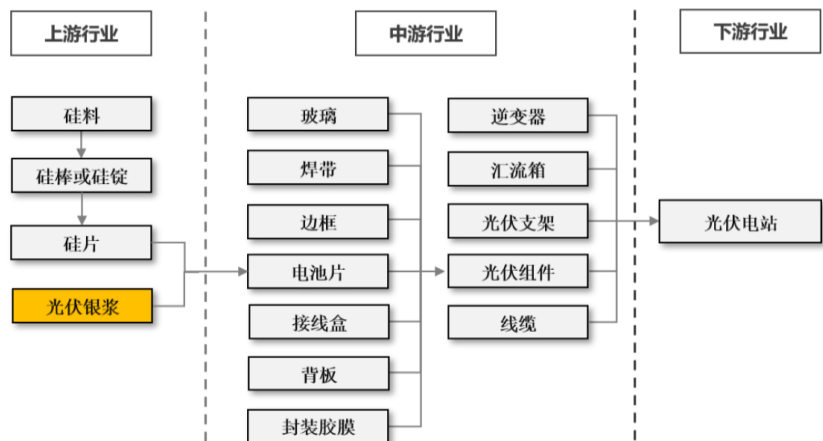 上游行业
中游行业
下游行业
硅料
硅棒或硅锭
硅片
光伏银浆
玻璃
焊带
边框
电池片
接线盒
背板
封装胶膜
逆变器
汇流箱
光伏支架
光伏组件
线缆
光伏电站